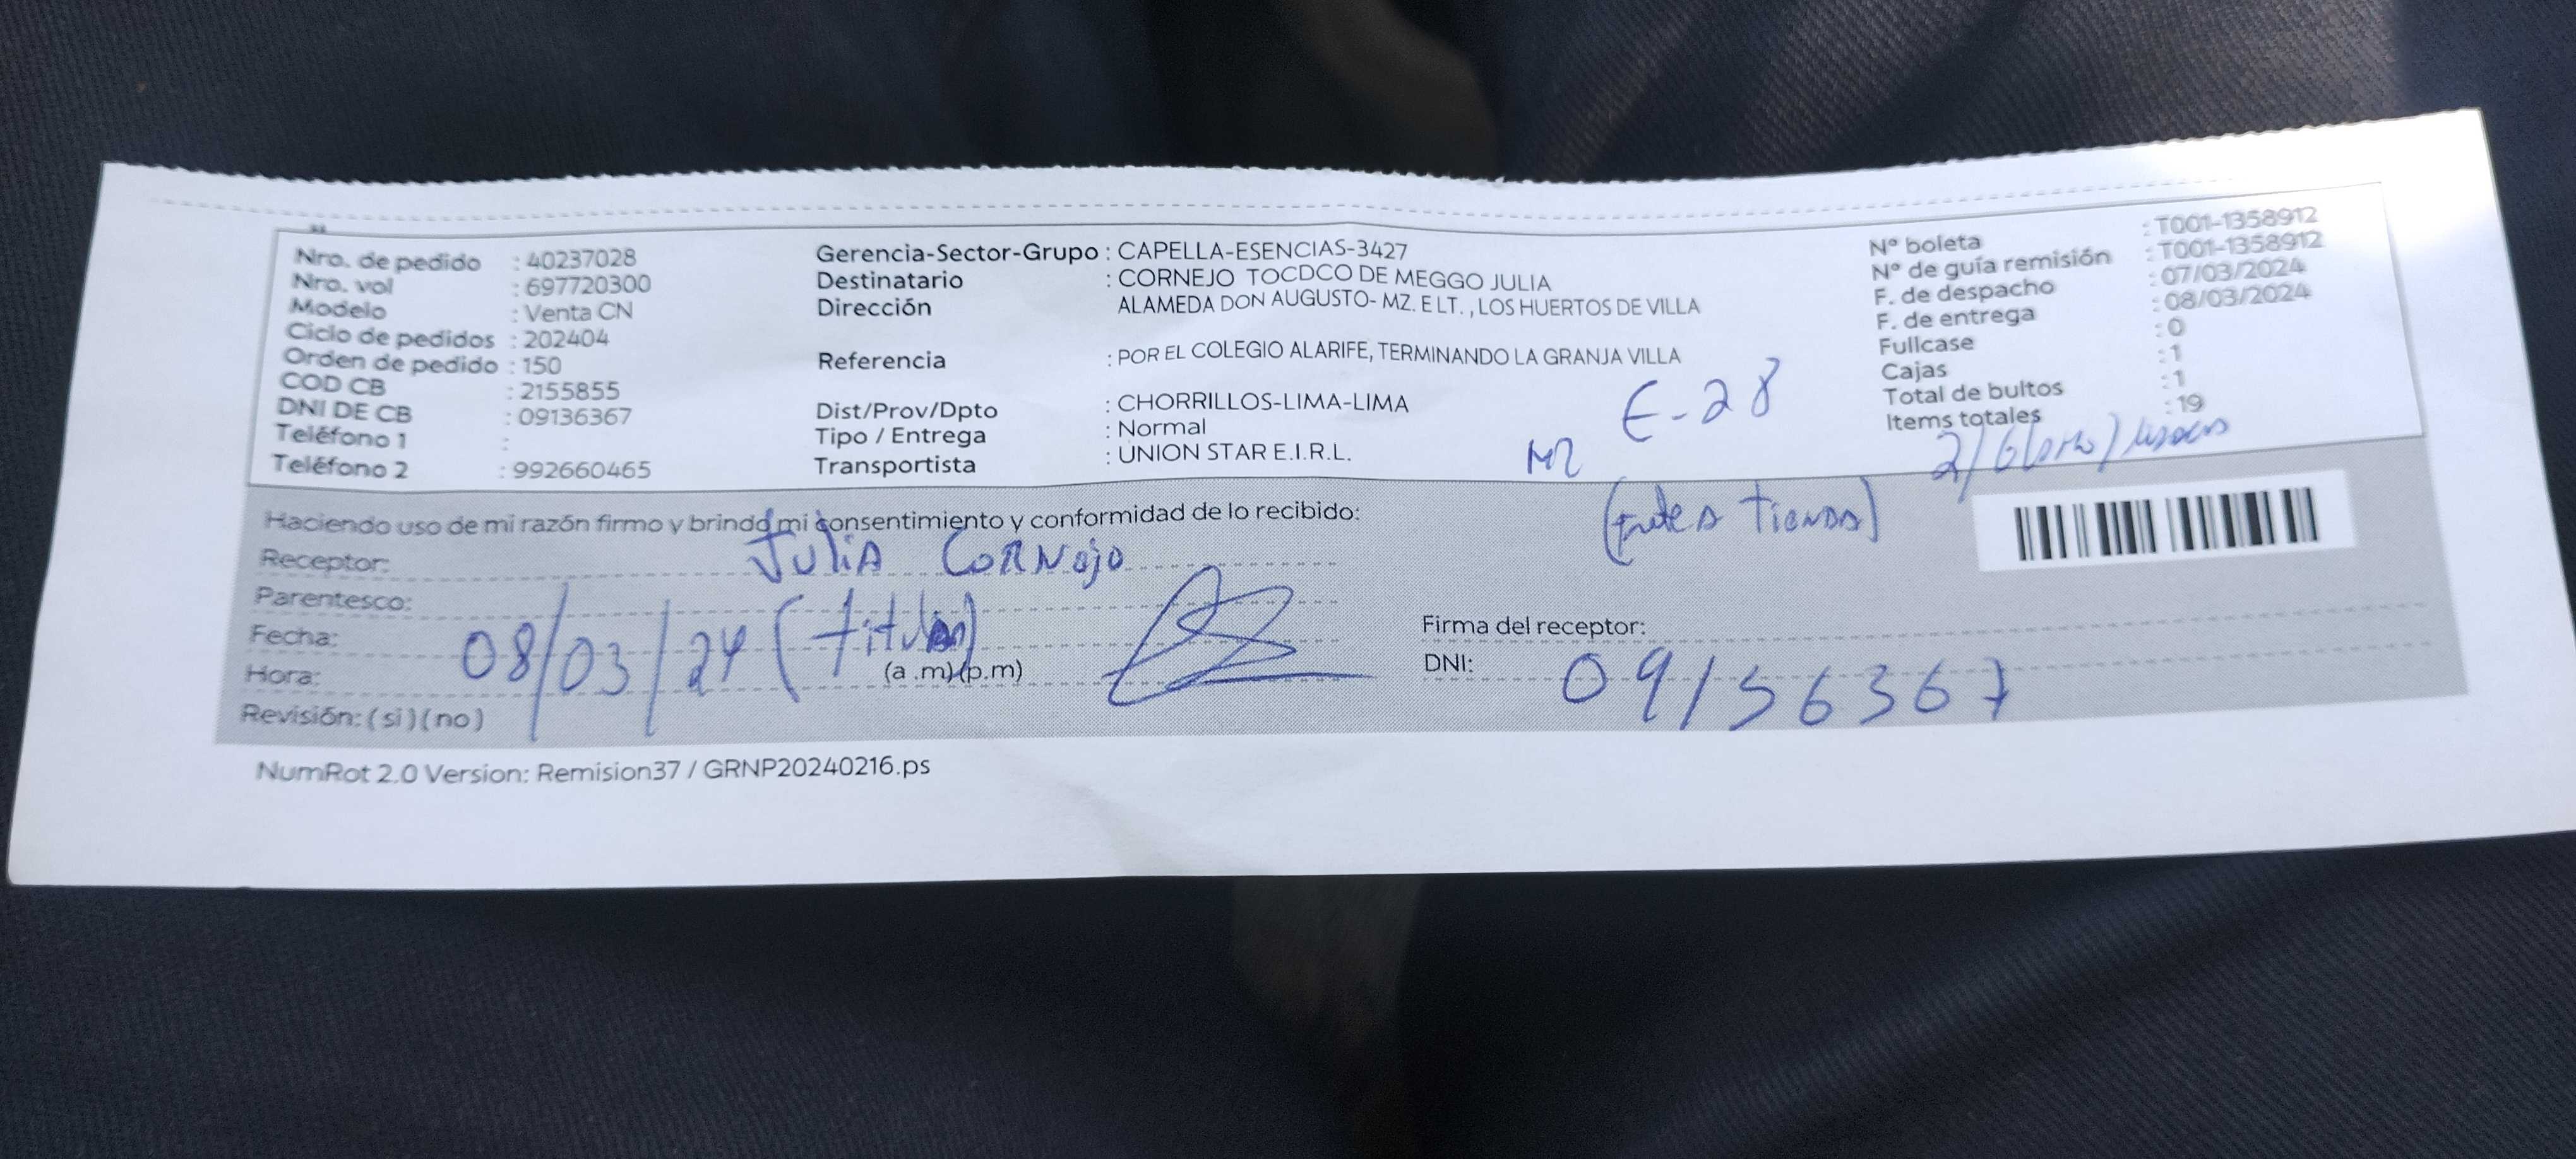 Nro. de pedido : 40237028
Nro. vol : 697720300
Modelo : Venta CN
Ciclo de pedidos : 202404
Orden de pedido : 150
COD CB : 2155855
DNI DE CB : 09136367
Teléfono 1 :
Teléfono 2 : 992660465
Gerencia-Sector-Grupo : CAPELLA-ESENCIAS-3427
Destinatario : CORNEJO TOCDCO DE MEGGO JULIA
Dirección ALAMEDA DON AUGUSTO- MZ. E LT. , LOS HUERTOS DE VILLA
Referencia : POR EL COLEGIO ALARIFE, TERMINANDO LA GRANJA VILLA
Dist/Prov/Dpto : CHORRILLOS-LIMA-LIMA
Tipo / Entrega : Normal
Transportista : UNION STAR E.I.R.L.
Nº boleta : T001-1358912
Nº de guía remisión : T001-1358912
F. de despacho : 07/03/2024
F. de entrega : 08/03/2024
Fullcase : 0
Cajas : 1
Total de bultos : 1
Items totales : 19
MZ E-28
Haciendo uso de mi razón firmo y brindo mi consentimiento y conformidad de lo recibido:
Receptor: Julia Cornejo
Parentesco:
Fecha: 08/03/24 (titular)
Hora: (a .m)(p.m)
Revisión: (si)(no)
Firma del receptor:
DNI: 09136367
NumRot 2.0 Version: Remision37 / GRNP20240216.ps